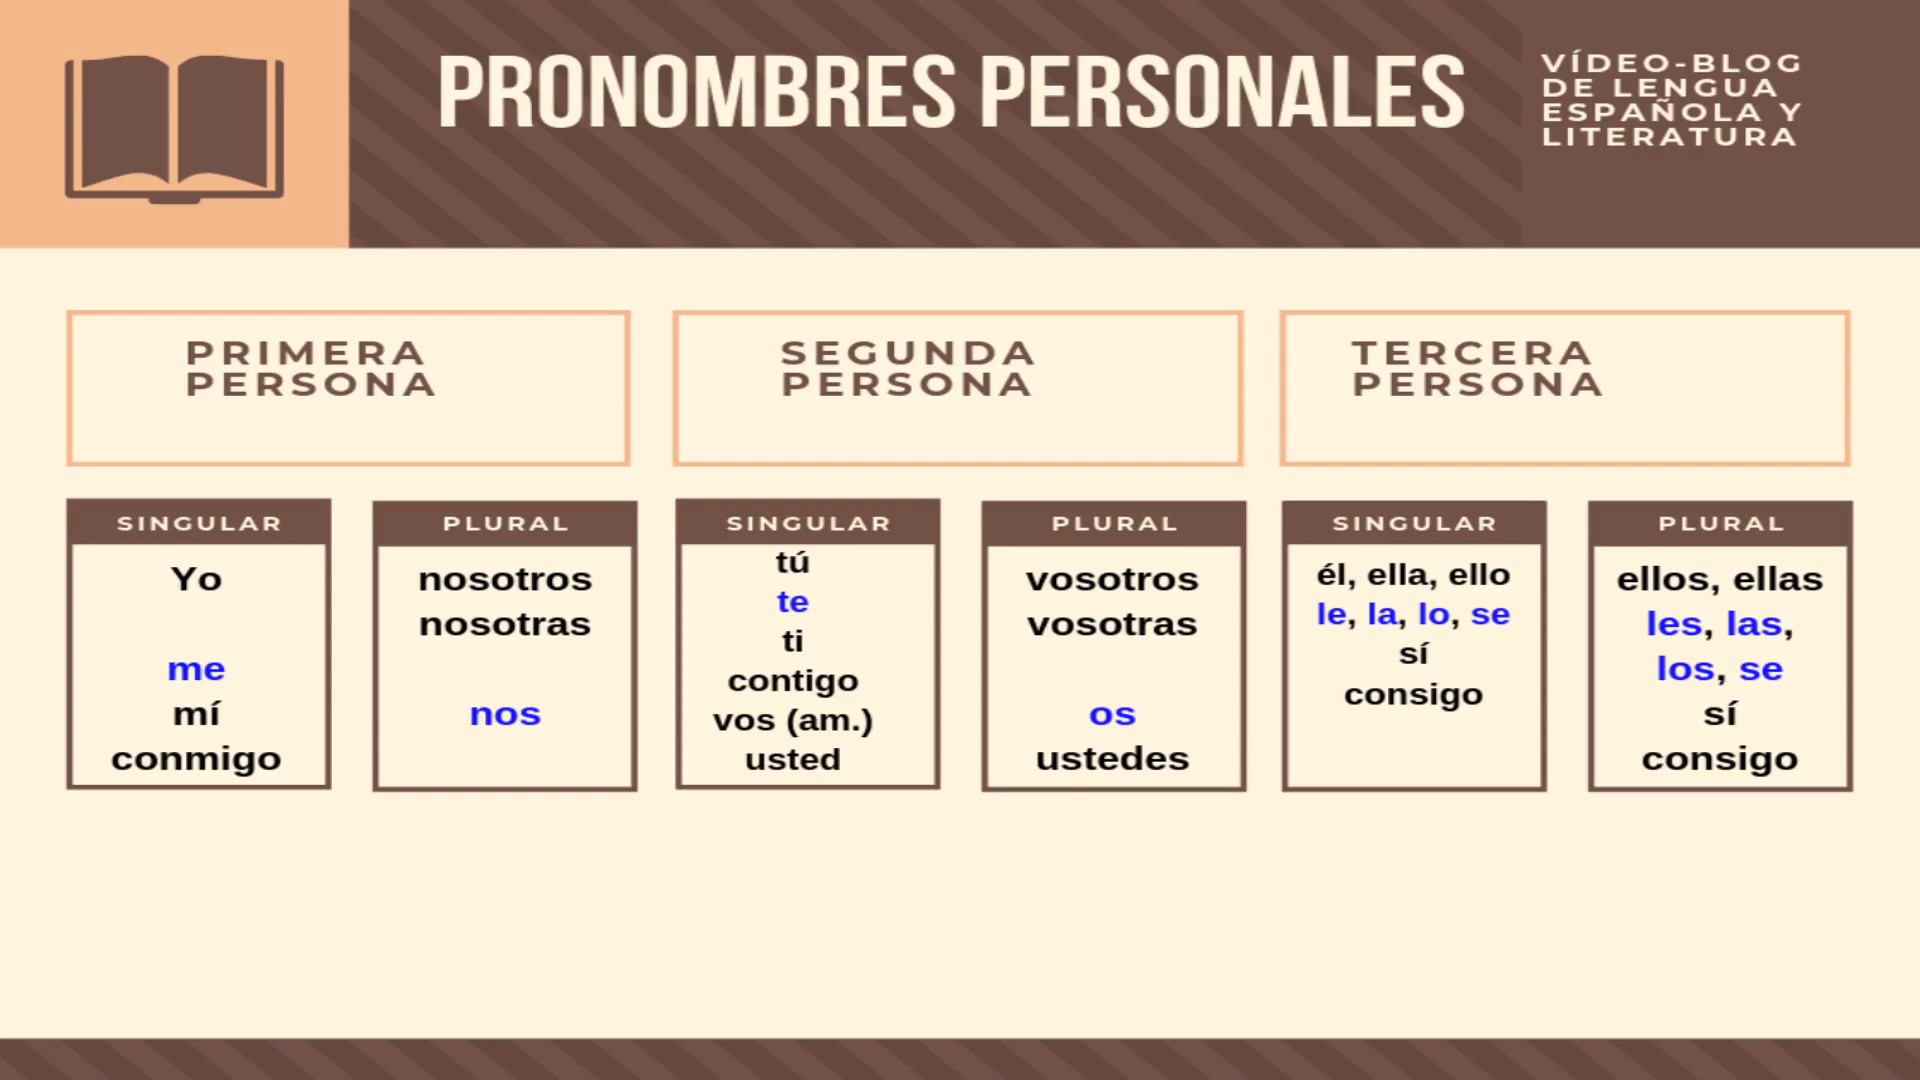 PRONOMBRES PERSONALES
VÍDEO-BLOG
DE LENGUA
ESPAÑOLA Y
LITERATURA
PRIMERA
PERSONA
SEGUNDA
PERSONA
TERCERA
PERSONA
SINGULAR
Yo
me
mí
conmigo
PLURAL
nosotros
nosotras
nos
SINGULAR
tú
te
ti
contigo
vos (am.)
usted
PLURAL
vosotros
vosotras
os
ustedes
SINGULAR
él, ella, ello
le, la, lo, se
sí
consigo
PLURAL
ellos, ellas
les, las,
los, se
sí
consigo